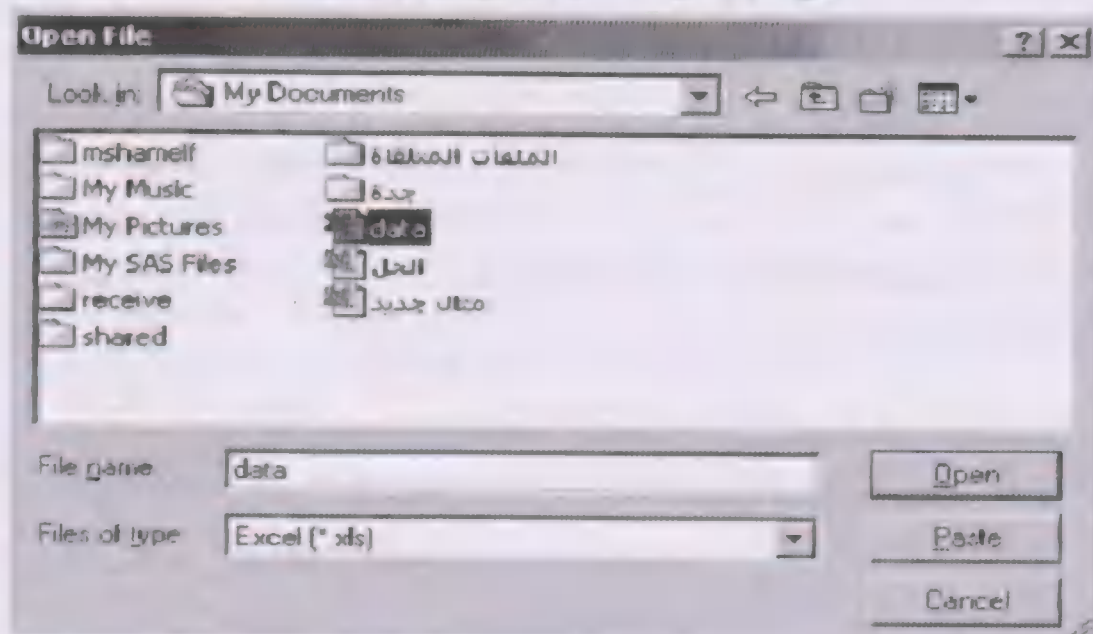 Open File
Look in: My Documents
msharnelf
My Music
My Pictures
My SAS Files
receive
shared
الملفات المتلقاة
جدة
data
الحل
مثال جديد
File name data
Open
Files of type Excel (*.xls)
Paste
Cancel